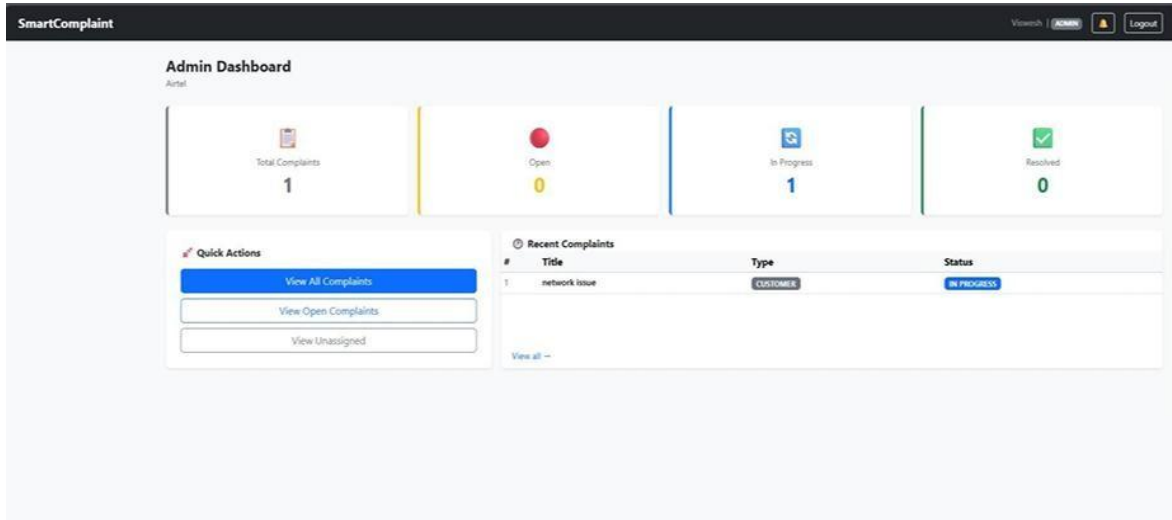 SmartComplaint
Viswesh | ADMIN
Logout
Admin Dashboard
Airtel
Total Complaints
1
Open
0
In Progress
1
Resolved
0
Quick Actions
View All Complaints
View Open Complaints
View Unassigned
Recent Complaints
# Title Type Status
1 network issue CUSTOMER IN PROGRESS
View all →